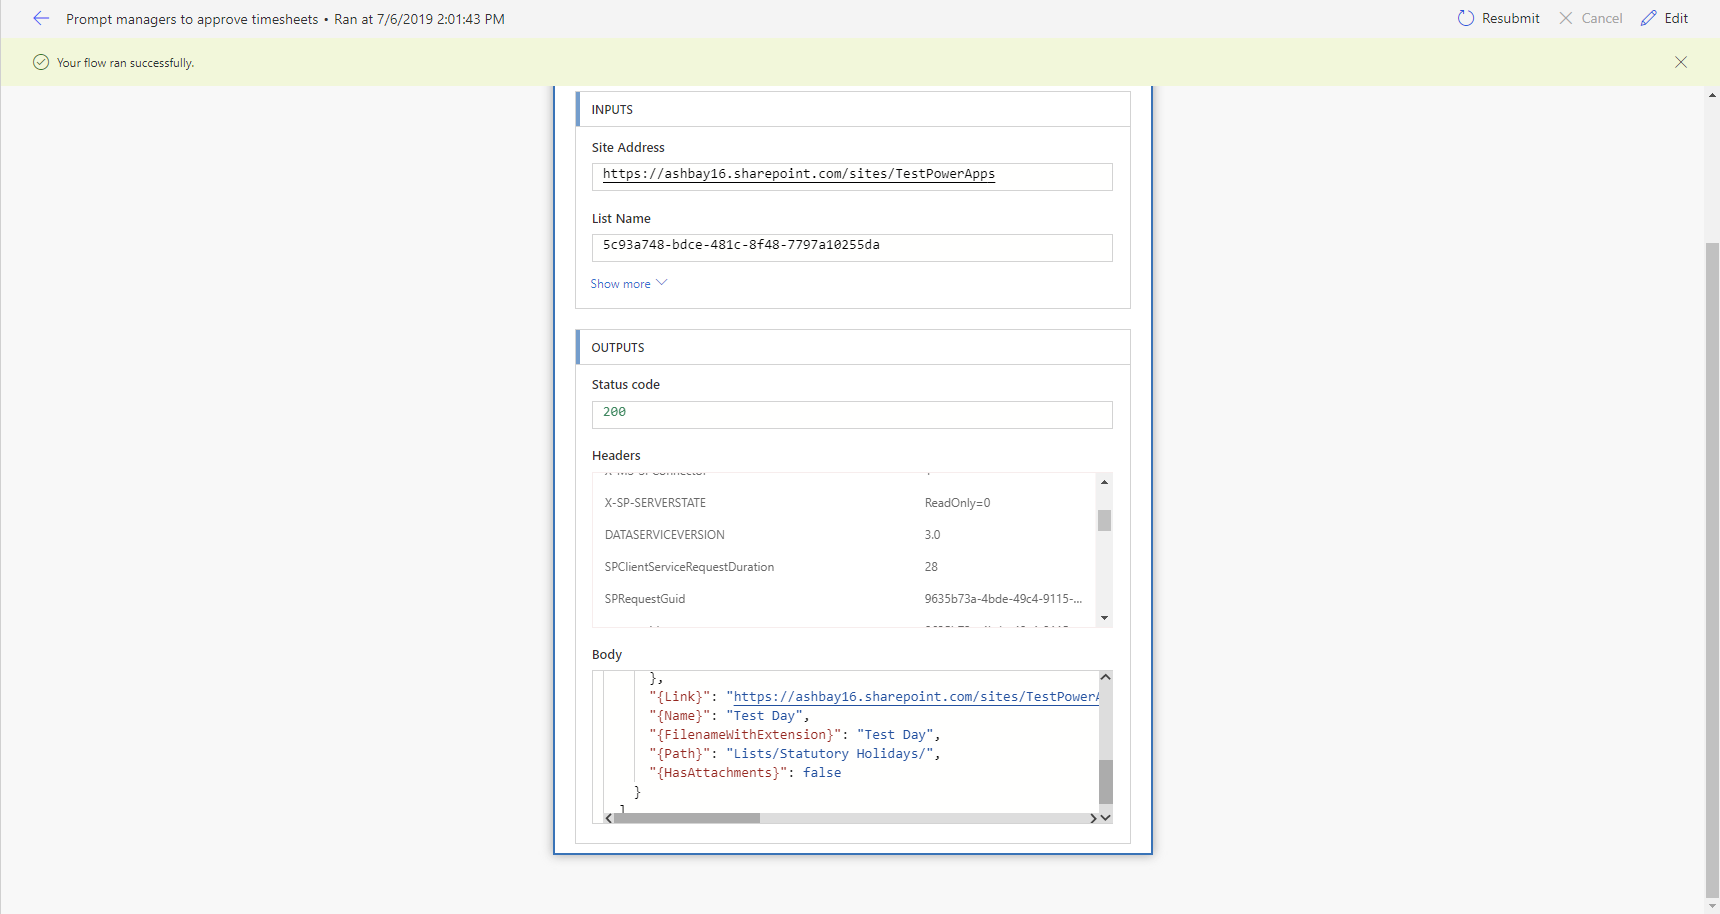 Prompt managers to approve timesheets • Ran at 7/6/2019 2:01:43 PM
Resubmit
Cancel
Edit
Your flow ran successfully.
INPUTS
Site Address
https://ashbay16.sharepoint.com/sites/TestPowerApps
List Name
5c93a748-bdce-481c-8f48-7797a10255da
Show more
OUTPUTS
Status code
200
Headers
X-SP-SERVERSTATE ReadOnly=0
DATASERVICEVERSION 3.0
SPClientServiceRequestDuration 28
SPRequestGuid 9635b73a-4bde-49c4-9115-...
Body
},
"{Link}": "https://ashbay16.sharepoint.com/sites/TestPowerA
"{Name}": "Test Day",
"{FilenameWithExtension}": "Test Day",
"{Path}": "Lists/Statutory Holidays/",
"{HasAttachments}": false
}
]